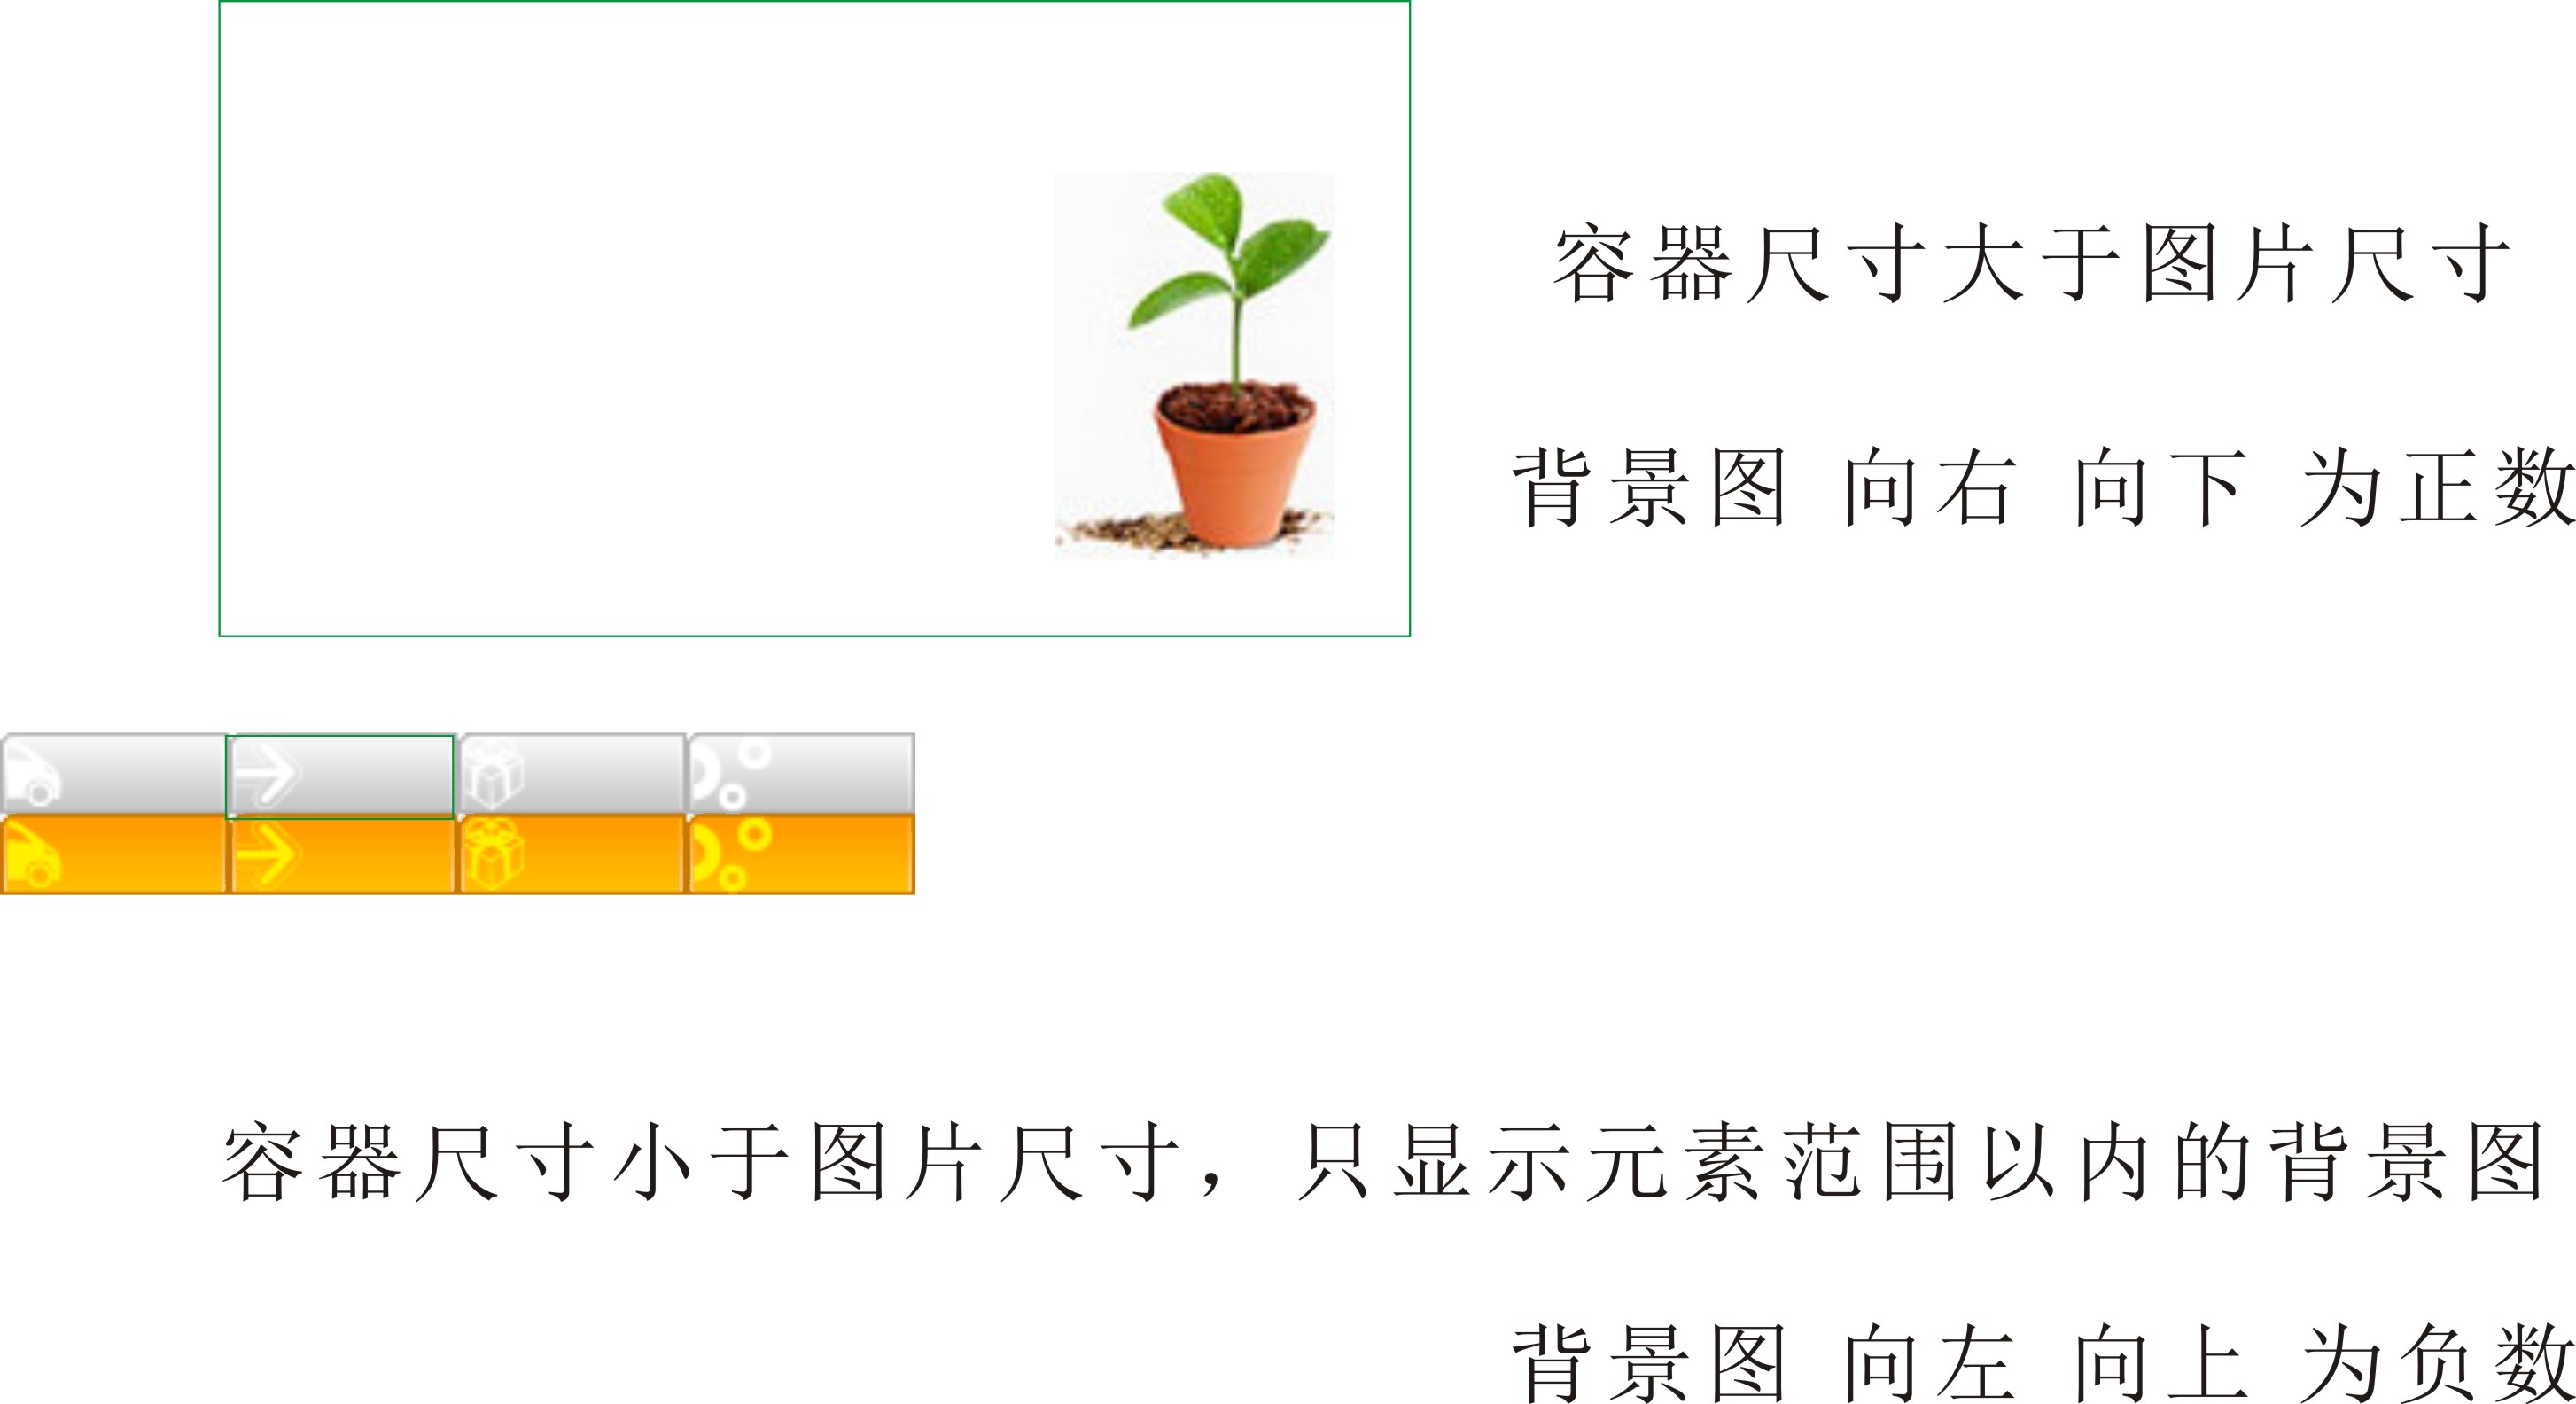 容器尺寸大于图片尺寸
背景图 向右 向下 为正数
容器尺寸小于图片尺寸，只显示元素范围以内的背景图
背景图 向左 向上 为负数